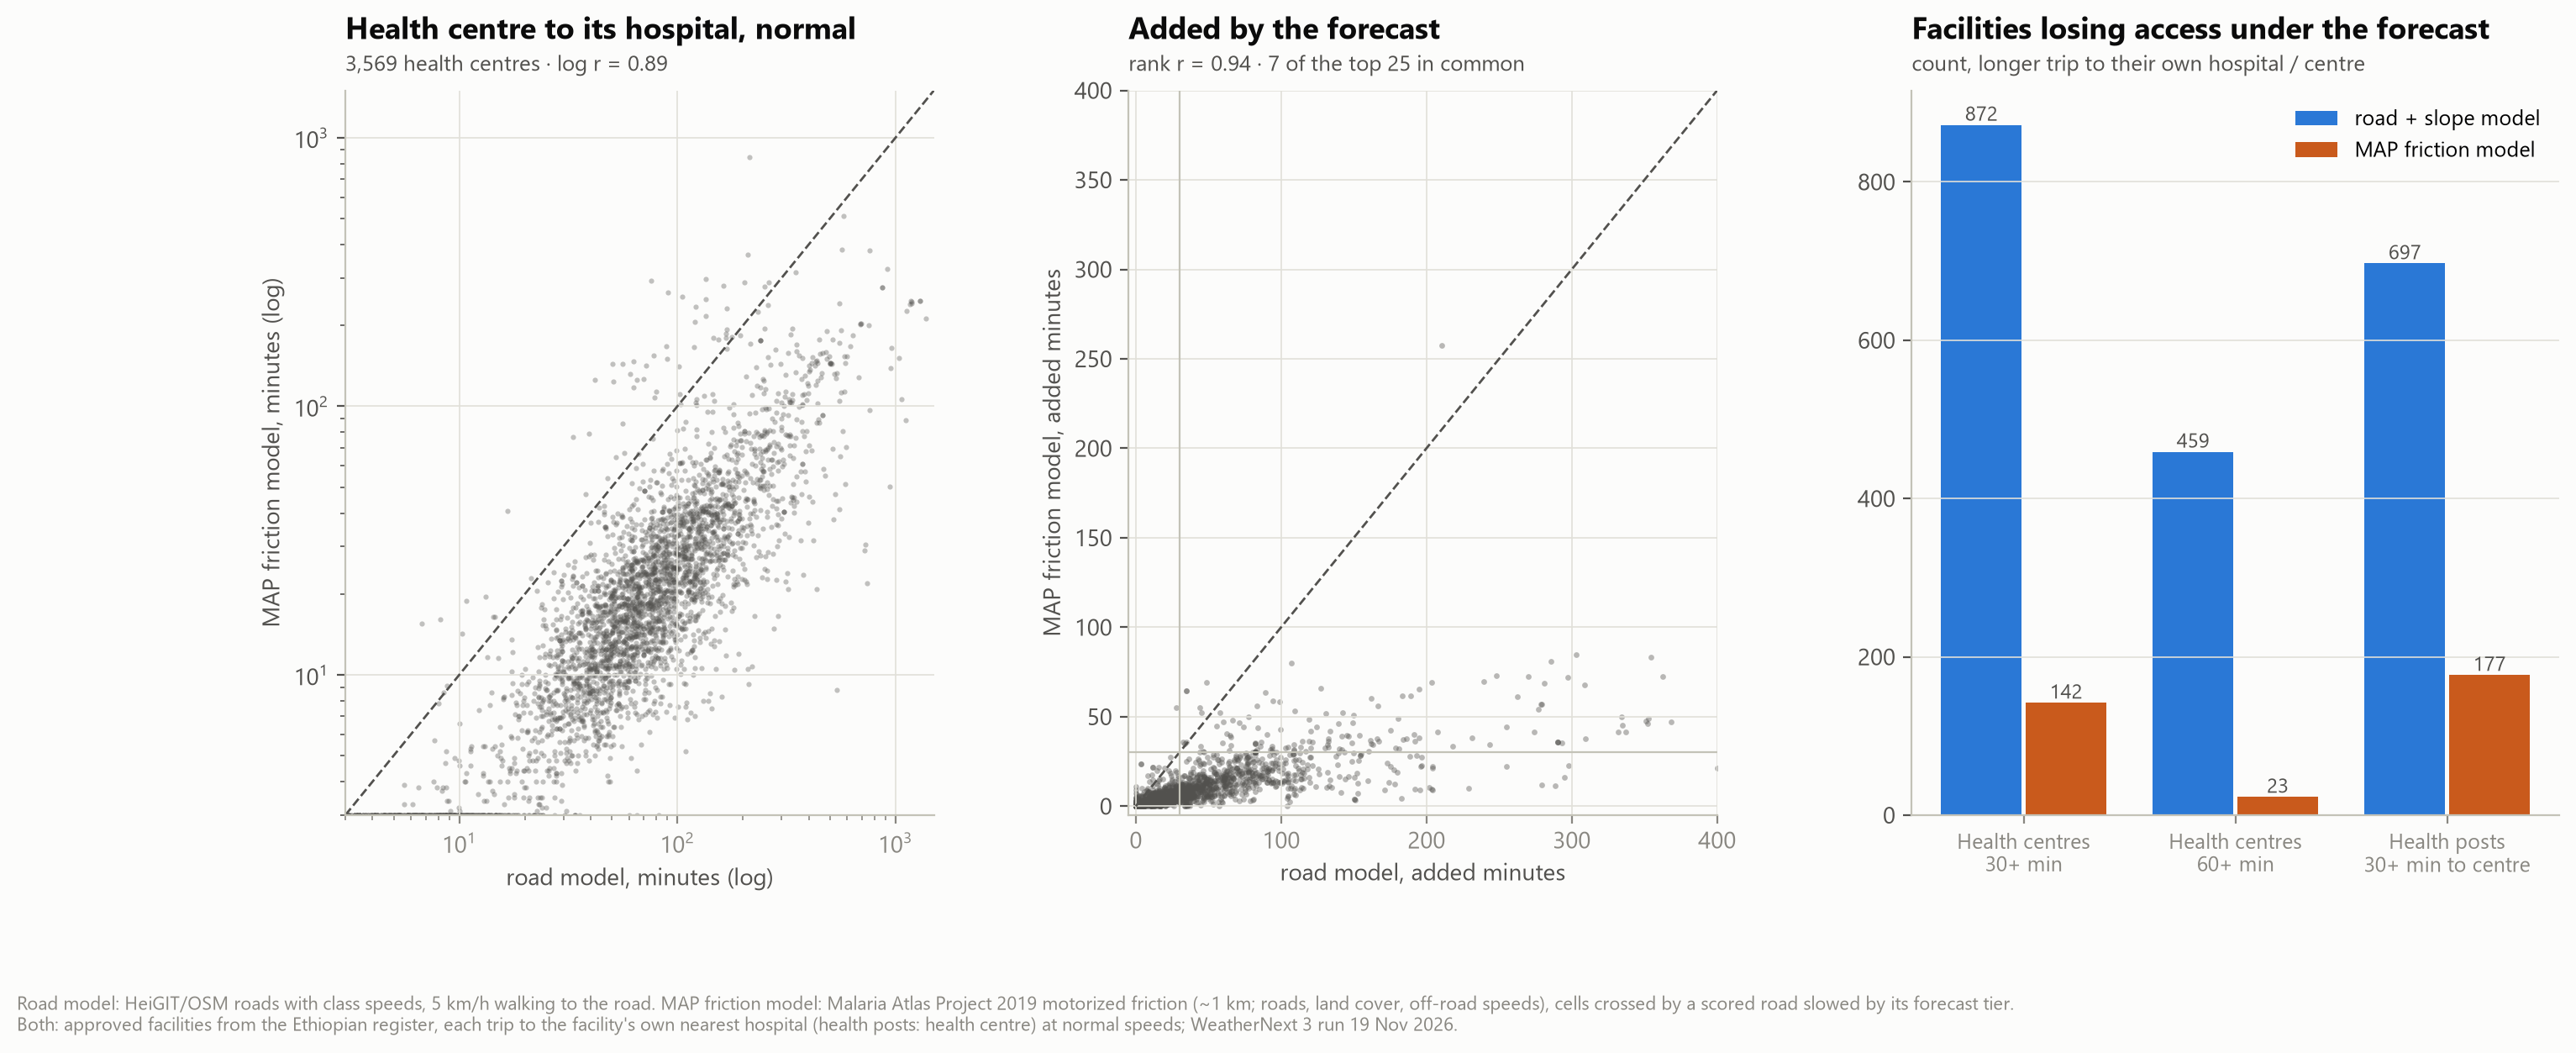 Health centre to its hospital, normal
3,569 health centres · log r = 0.89
MAP friction model, minutes (log)
10³
10²
10¹
10¹
10²
10³
road model, minutes (log)
Added by the forecast
rank r = 0.94 · 7 of the top 25 in common
MAP friction model, added minutes
400
350
300
250
200
150
100
50
0
0
100
200
300
400
road model, added minutes
Facilities losing access under the forecast
count, longer trip to their own hospital / centre
road + slope model
MAP friction model
800
600
400
200
0
872
142
459
23
697
177
Health centres
30+ min
Health centres
60+ min
Health posts
30+ min to centre
Road model: HeiGIT/OSM roads with class speeds, 5 km/h walking to the road. MAP friction model: Malaria Atlas Project 2019 motorized friction (~1 km; roads, land cover, off-road speeds), cells crossed by a scored road slowed by its forecast tier.
Both: approved facilities from the Ethiopian register, each trip to the facility's own nearest hospital (health posts: health centre) at normal speeds; WeatherNext 3 run 19 Nov 2026.